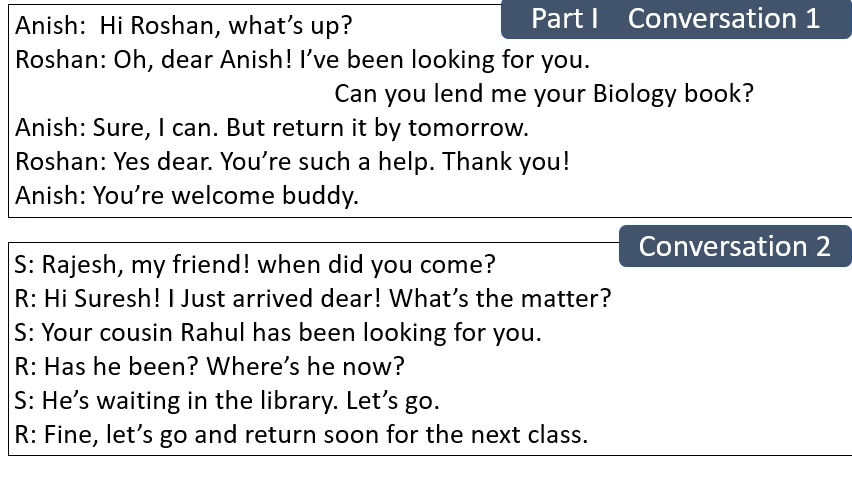 Part I Conversation 1
Anish: Hi Roshan, what’s up?
Roshan: Oh, dear Anish! I’ve been looking for you.
Can you lend me your Biology book?
Anish: Sure, I can. But return it by tomorrow.
Roshan: Yes dear. You’re such a help. Thank you!
Anish: You’re welcome buddy.
Conversation 2
S: Rajesh, my friend! when did you come?
R: Hi Suresh! I Just arrived dear! What’s the matter?
S: Your cousin Rahul has been looking for you.
R: Has he been? Where’s he now?
S: He’s waiting in the library. Let’s go.
R: Fine, let’s go and return soon for the next class.